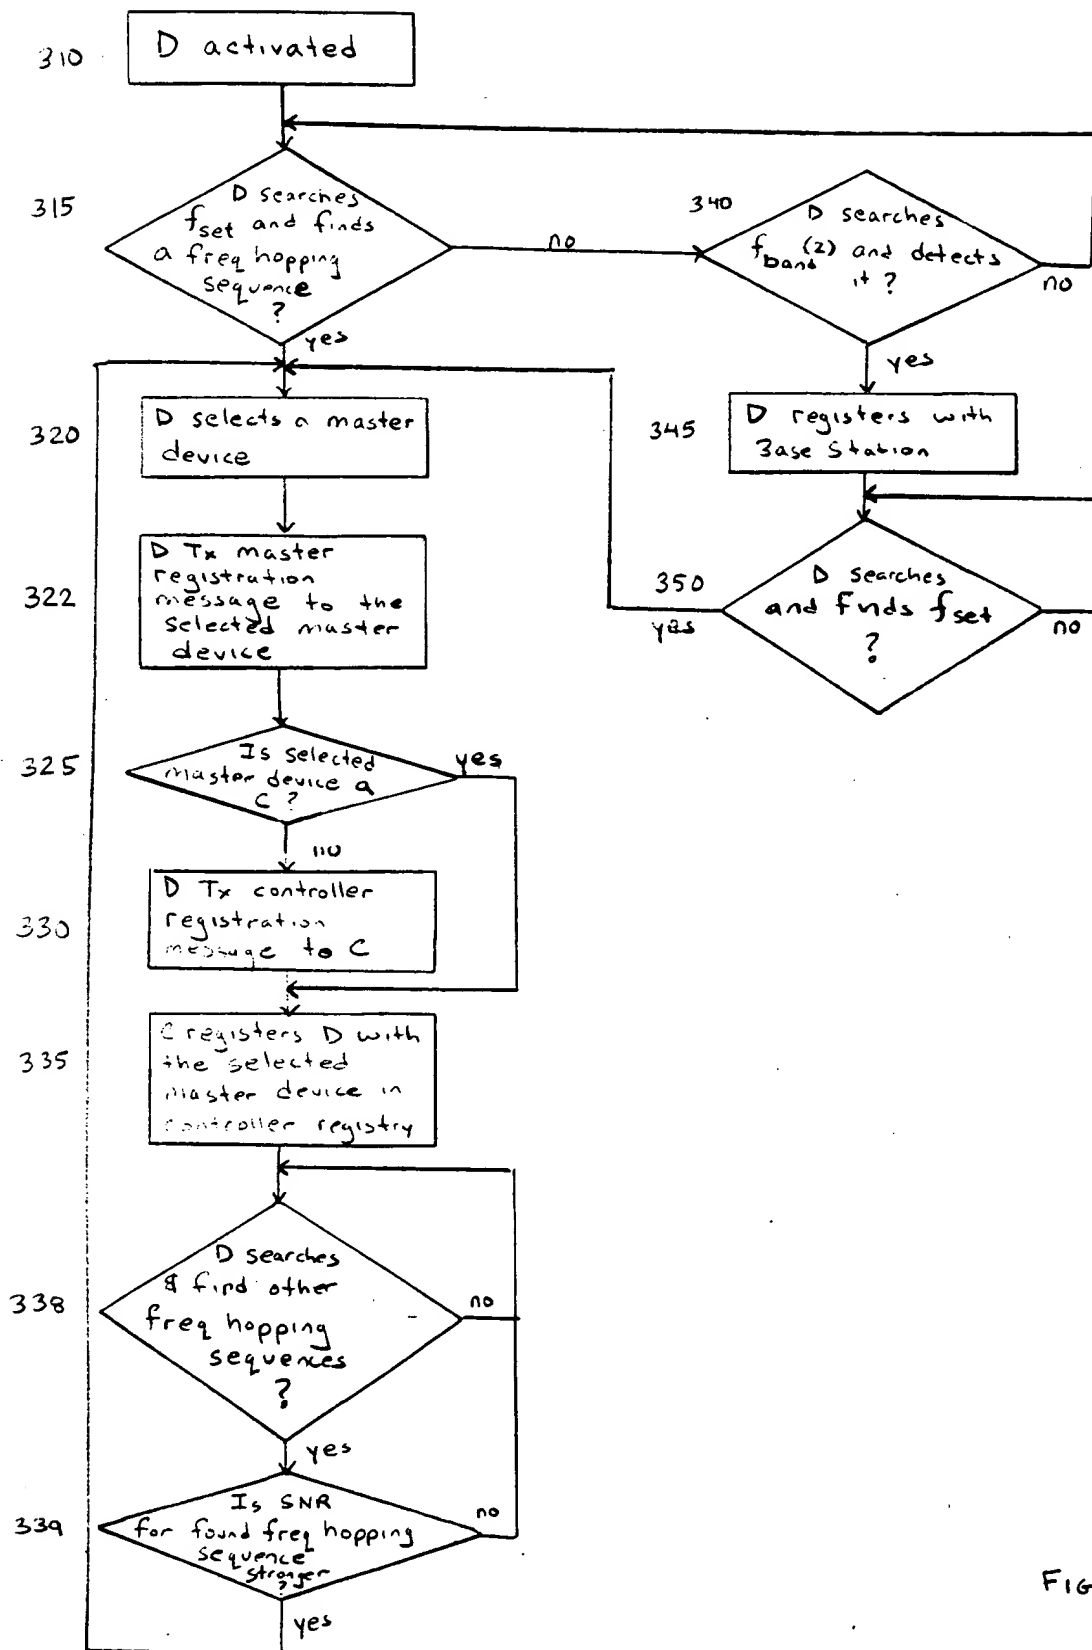 310
D activated
315
D searches
fset and finds
a freq hopping
sequence
?
no
yes
340
D searches
fband (2) and detects
it ?
no
yes
320
D selects a master
device
345
D registers with
Base Station
322
D Tx master
registration
message to the
selected master
device
350
D searches
and finds fset
?
yes
no
325
Is selected
master device a
C ?
yes
no
330
D Tx controller
registration
message to C
335
C registers D with
the selected
master device in
controller registry
338
D searches
& find other
freq hopping
sequences
?
no
yes
339
Is SNR
for found freq hopping
sequence
stronger
?
no
yes
FIG